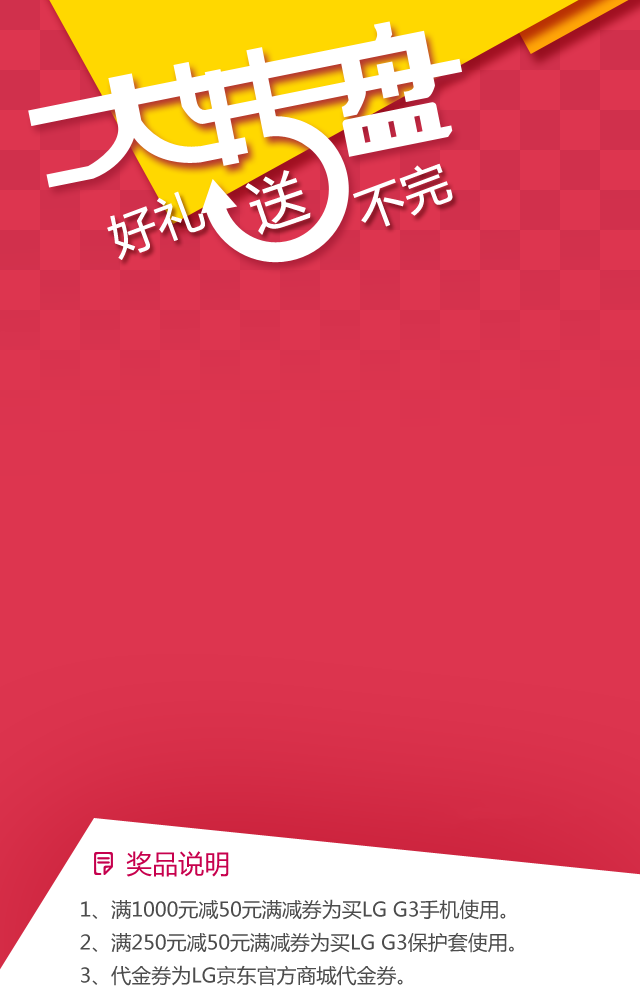 大转盘
好礼送不完
奖品说明
1、满1000元减50元满减券为买LG G3手机使用。
2、满250元减50元满减券为买LG G3保护套使用。
3、代金券为LG京东官方商城代金券。